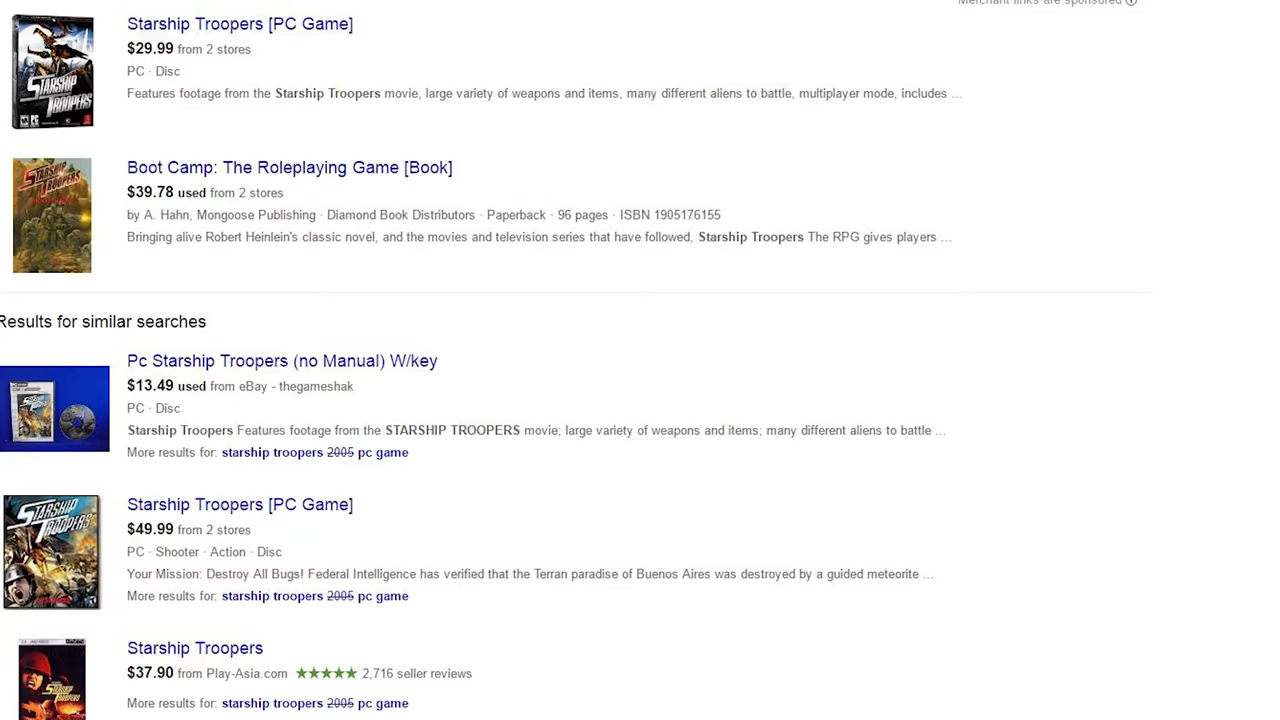 Merchant links are sponsored
Starship Troopers [PC Game]
$29.99 from 2 stores
PC · Disc
Features footage from the Starship Troopers movie, large variety of weapons and items, many different aliens to battle, multiplayer mode, includes ...
STARSHIP TROOPERS
PC
Boot Camp: The Roleplaying Game [Book]
$39.78 used from 2 stores
by A. Hahn, Mongoose Publishing · Diamond Book Distributors · Paperback · 96 pages · ISBN 1905176155
Bringing alive Robert Heinlein's classic novel, and the movies and television series that have followed, Starship Troopers The RPG gives players ...
STARSHIP TROOPERS
Results for similar searches
Pc Starship Troopers (no Manual) W/key
$13.49 used from eBay - thegameshak
PC · Disc
Starship Troopers Features footage from the STARSHIP TROOPERS movie; large variety of weapons and items; many different aliens to battle ...
More results for: starship troopers 2005 pc game
Starship Troopers [PC Game]
$49.99 from 2 stores
PC · Shooter · Action · Disc
Your Mission: Destroy All Bugs! Federal Intelligence has verified that the Terran paradise of Buenos Aires was destroyed by a guided meteorite ...
More results for: starship troopers 2005 pc game
STARSHIP TROOPERS
Starship Troopers
$37.90 from Play-Asia.com ★★★★★ 2,716 seller reviews
More results for: starship troopers 2005 pc game
STARSHIP TROOPERS